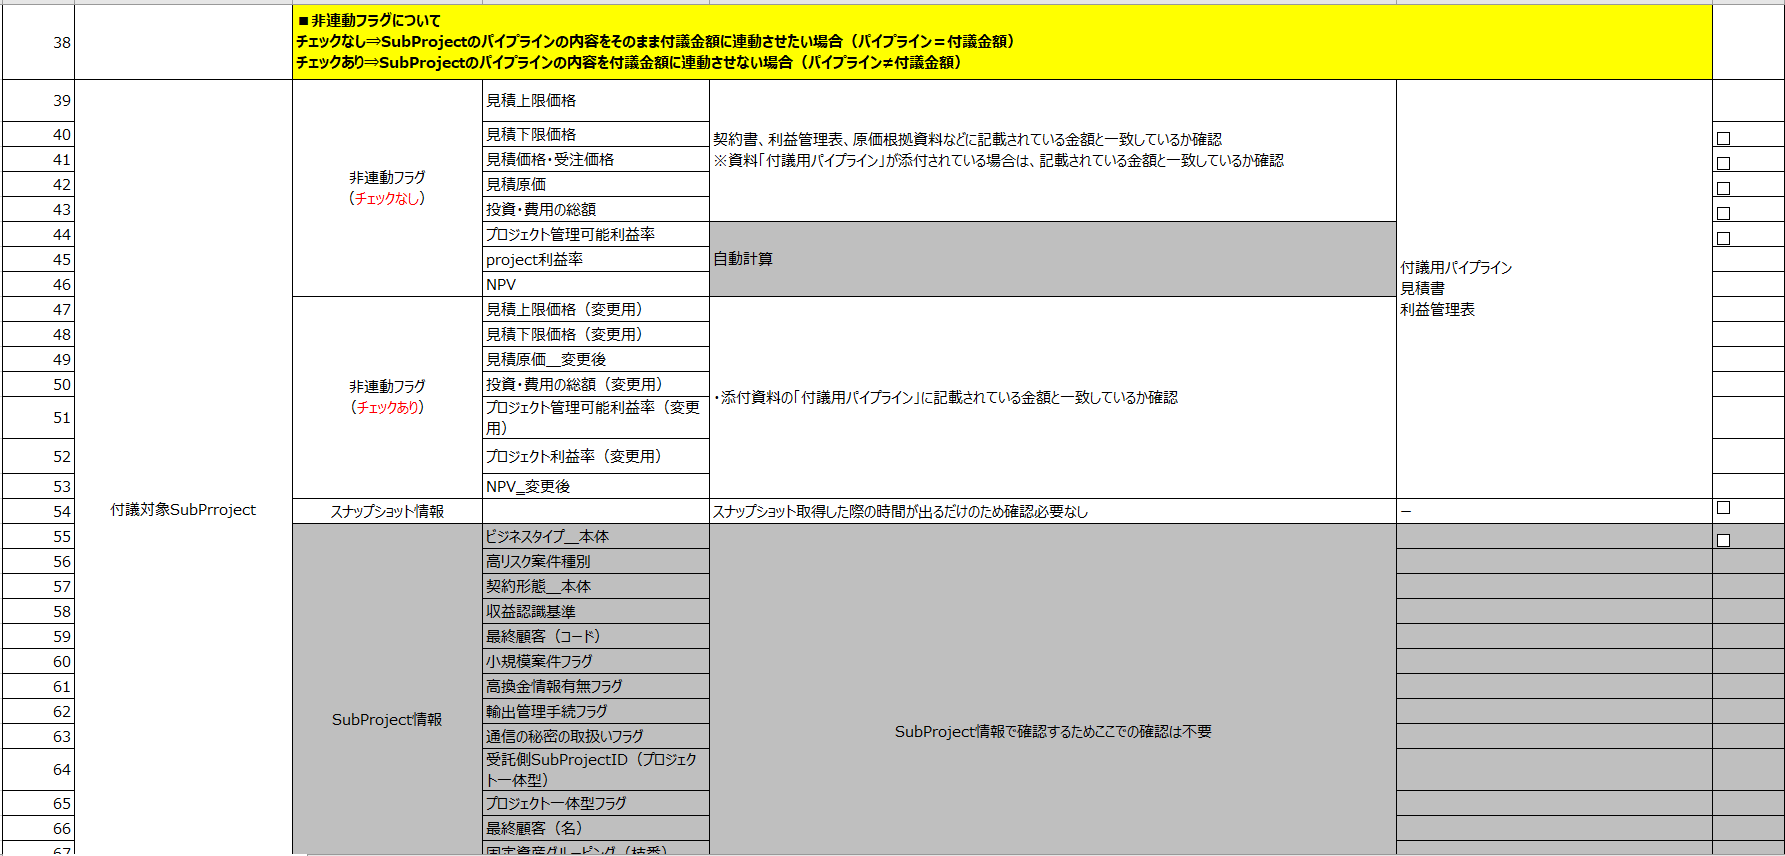 38
■非連動フラグについて
チェックなし⇒SubProjectのパイプラインの内容をそのまま付議金額に連動させたい場合（パイプライン＝付議金額）
チェックあり⇒SubProjectのパイプラインの内容を付議金額に連動させない場合（パイプライン≠付議金額）
付議対象SubPrroject
非連動フラグ
（チェックなし）
39
見積上限価格
40
見積下限価格
41
見積価格・受注価格
42
見積原価
43
投資・費用の総額
契約書、利益管理表、原価根拠資料などに記載されている金額と一致しているか確認
※資料「付議用パイプライン」が添付されている場合は、記載されている金額と一致しているか確認
44
プロジェクト管理可能利益率
45
project利益率
46
NPV
自動計算
付議用パイプライン
見積書
利益管理表
非連動フラグ
（チェックあり）
47
見積上限価格（変更用）
48
見積下限価格（変更用）
49
見積原価__変更後
50
投資・費用の総額（変更用）
51
プロジェクト管理可能利益率（変更
用）
52
プロジェクト利益率（変更用）
53
NPV_変更後
・添付資料の「付議用パイプライン」に記載されている金額と一致しているか確認
54
スナップショット情報
スナップショット取得した際の時間が出るだけのため確認必要なし
－
SubProject情報
55
ビジネスタイプ__本体
56
高リスク案件種別
57
契約形態__本体
58
収益認識基準
59
最終顧客（コード）
60
小規模案件フラグ
61
高換金情報有無フラグ
62
輸出管理手続フラグ
63
通信の秘密の取扱いフラグ
64
受託側SubProjectID（プロジェク
ト一体型）
65
プロジェクト一体型フラグ
66
最終顧客（名）
67
固定資産グルーピング（枝番）
SubProject情報で確認するためここでの確認は不要